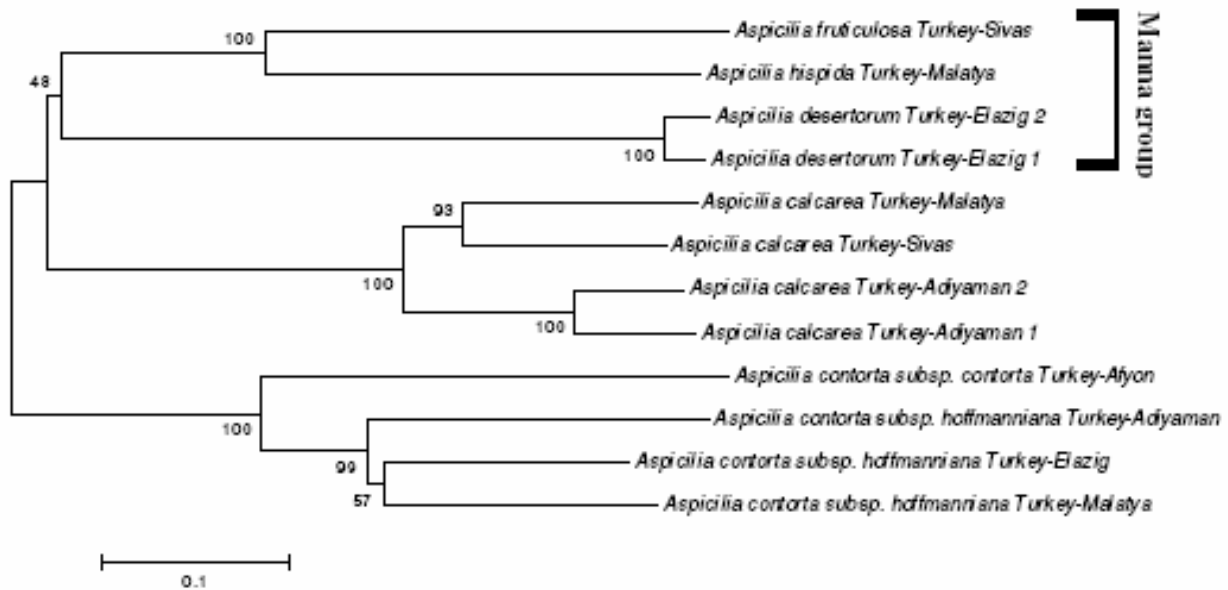 100
Aspicilia fruticulosa Turkey-Sivas
48
Aspicilia hispida Turkey-Malatya
Manna group
Aspicilia desertorum Turkey-Elazig 2
100
Aspicilia desertorum Turkey-Elazig 1
93
Aspicilia calcarea Turkey-Malatya
Aspicilia calcarea Turkey-Sivas
100
Aspicilia calcarea Turkey-Adiyaman 2
100
Aspicilia calcarea Turkey-Adiyaman 1
Aspicilia contorta subsp. contorta Turkey-Afyon
100
Aspicilia contorta subsp. hoffmanniana Turkey-Adiyaman
99
Aspicilia contorta subsp. hoffmanniana Turkey-Elazig
57
Aspicilia contorta subsp. hoffmanniana Turkey-Malatya
0.1